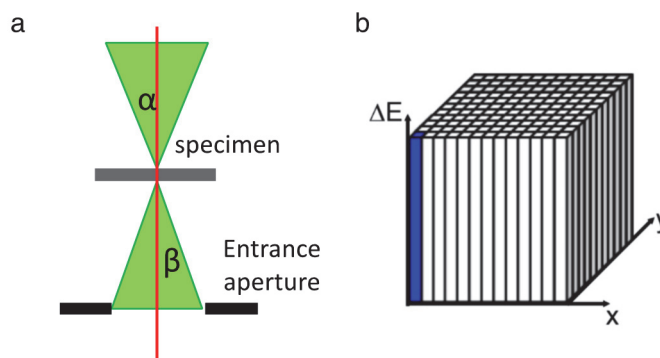 a
α
specimen
β
Entrance
aperture
b
ΔE
y
x